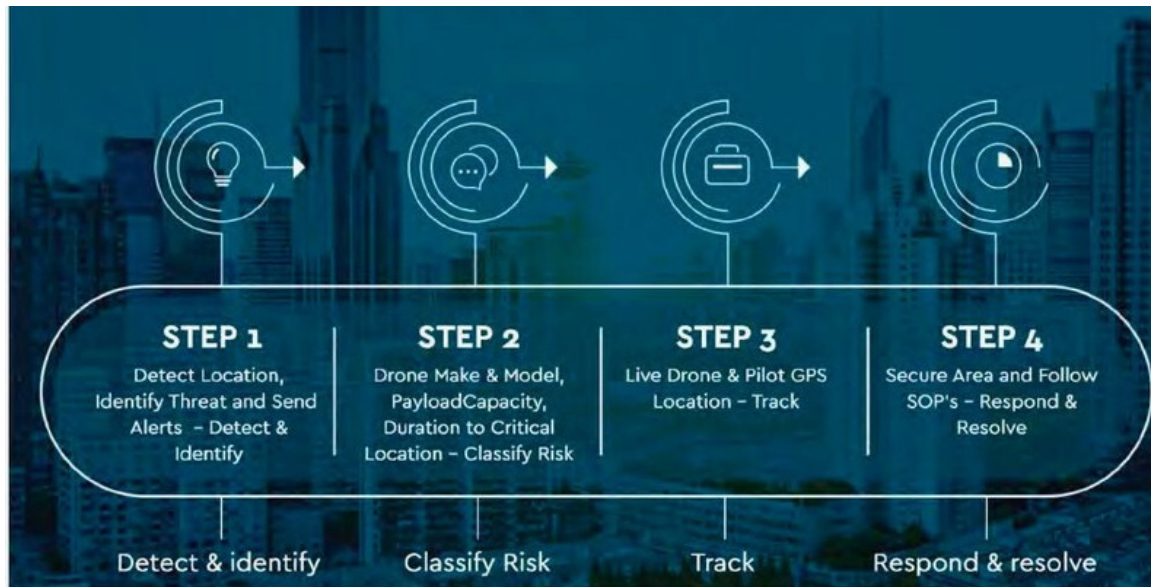 STEP 1
Detect Location,
Identify Threat and Send
Alerts – Detect &
Identify
STEP 2
Drone Make & Model,
PayloadCapacity,
Duration to Critical
Location – Classify Risk
STEP 3
Live Drone & Pilot GPS
Location – Track
STEP 4
Secure Area and Follow
SOP's – Respond &
Resolve
Detect & identify
Classify Risk
Track
Respond & resolve